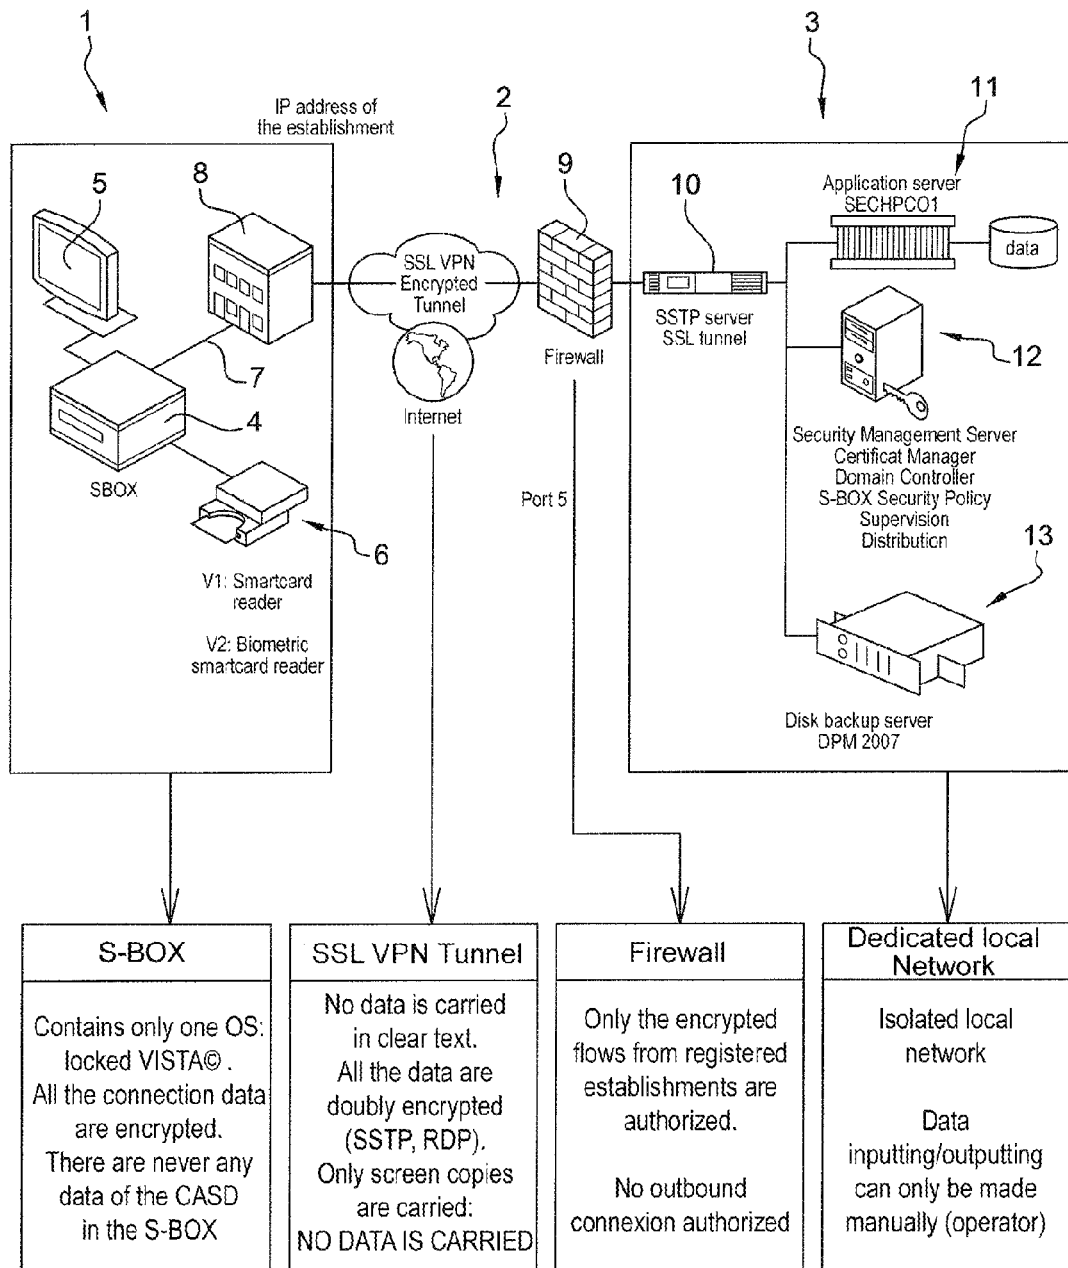 1
3
IP address of
the establishment
2
11
5
8
9
10
Application server
SECHPCO1
data
SSL VPN
Encrypted
Tunnel
SSTP server
SSL tunnel
Firewall
12
7
4
Internet
SBOX
Security Management Server
Certificat Manager
Domain Controller
S-BOX Security Policy
Supervision
Distribution
Port 5
6
13
V1: Smartcard
reader
V2: Biometric
smartcard reader
Disk backup server
DPM 2007
S-BOX
Contains only one OS:
locked VISTA©.
All the connection data
are encrypted.
There are never any
data of the CASD
in the S-BOX
SSL VPN Tunnel
No data is carried
in clear text.
All the data are
doubly encrypted
(SSTP, RDP).
Only screen copies
are carried:
NO DATA IS CARRIED
Firewall
Only the encrypted
flows from registered
establishments are
authorized.
No outbound
connexion authorized
Dedicated local
Network
Isolated local
network
Data
inputting/outputting
can only be made
manually (operator)